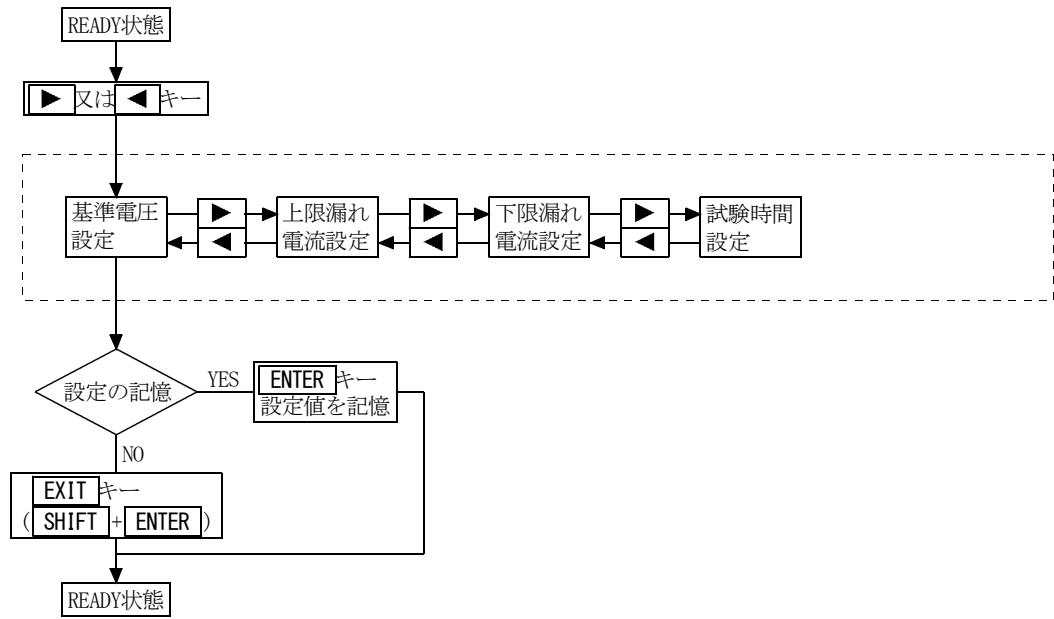 READY状態
▶ 又は ◀ キー
基準電圧
設定
▶
◀
上限漏れ
電流設定
▶
◀
下限漏れ
電流設定
▶
◀
試験時間
設定
設定の記憶
YES
ENTER キー
設定値を記憶
NO
EXIT キー
( SHIFT + ENTER )
READY状態